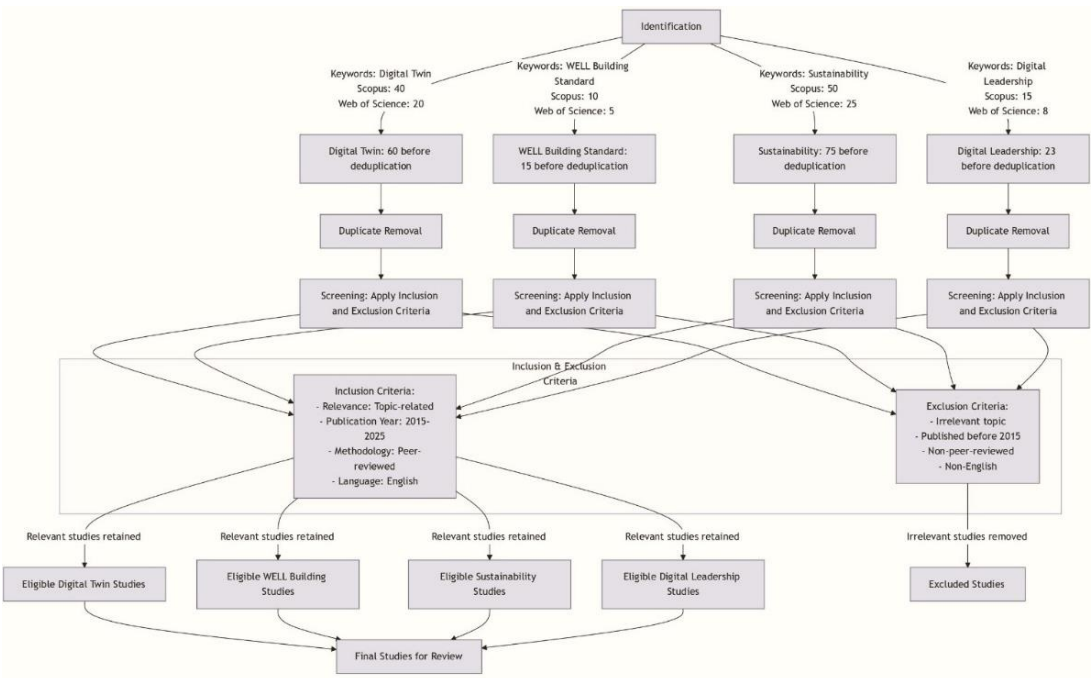 Identification
Keywords: Digital Twin
Scopus: 40
Web of Science: 20
Keywords: WELL Building
Standard
Scopus: 10
Web of Science: 5
Keywords: Sustainability
Scopus: 50
Web of Science: 25
Keywords: Digital
Leadership
Scopus: 15
Web of Science: 8
Digital Twin: 60 before
deduplication
WELL Building Standard:
15 before deduplication
Sustainability: 75 before
deduplication
Digital Leadership: 23
before deduplication
Duplicate Removal
Duplicate Removal
Duplicate Removal
Duplicate Removal
Screening: Apply Inclusion
and Exclusion Criteria
Screening: Apply Inclusion
and Exclusion Criteria
Screening: Apply Inclusion
and Exclusion Criteria
Screening: Apply Inclusion
and Exclusion Criteria
Inclusion & Exclusion
Criteria
Inclusion Criteria:
- Relevance: Topic-related
- Publication Year: 2015-
2025
- Methodology: Peer-
reviewed
- Language: English
Exclusion Criteria:
- Irrelevant topic
- Published before 2015
- Non-peer-reviewed
- Non-English
Relevant studies retained
Relevant studies retained
Relevant studies retained
Relevant studies retained
Irrelevant studies removed
Eligible Digital Twin Studies
Eligible WELL Building
Studies
Eligible Sustainability
Studies
Eligible Digital Leadership
Studies
Excluded Studies
Final Studies for Review